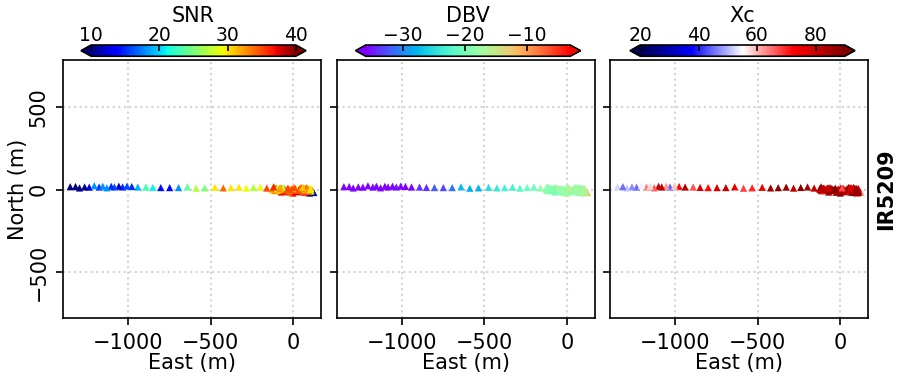 SNR DBV Xc
10 20 30 40 −30 −20 −10 20 40 60 80
500
0
−500
North (m)
−1000 −500 0 −1000 −500 0 −1000 −500 0
East (m) East (m) East (m)
IR5209